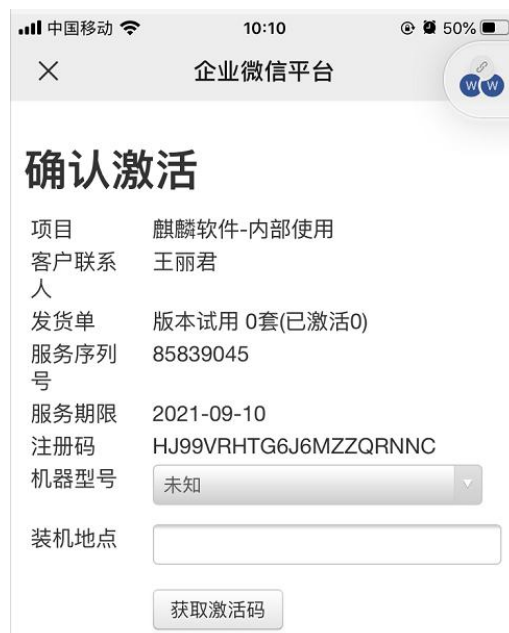 中国移动 10:10 50%
企业微信平台
W W
确认激活
项目 麒麟软件-内部使用
客户联系 王丽君
人
发货单 版本试用 0套(已激活0)
服务序列 85839045
号
服务期限 2021-09-10
注册码 HJ99VRHTG6J6MZZQRNNC
机器型号 未知
装机地点
获取激活码